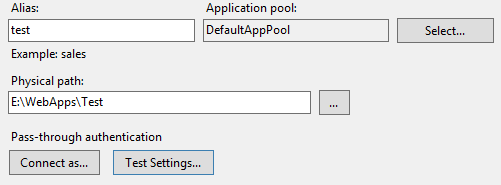 Alias:
Application pool:
test
DefaultAppPool
Select...
Example: sales
Physical path:
E:\WebApps\Test
...
Pass-through authentication
Connect as...
Test Settings...